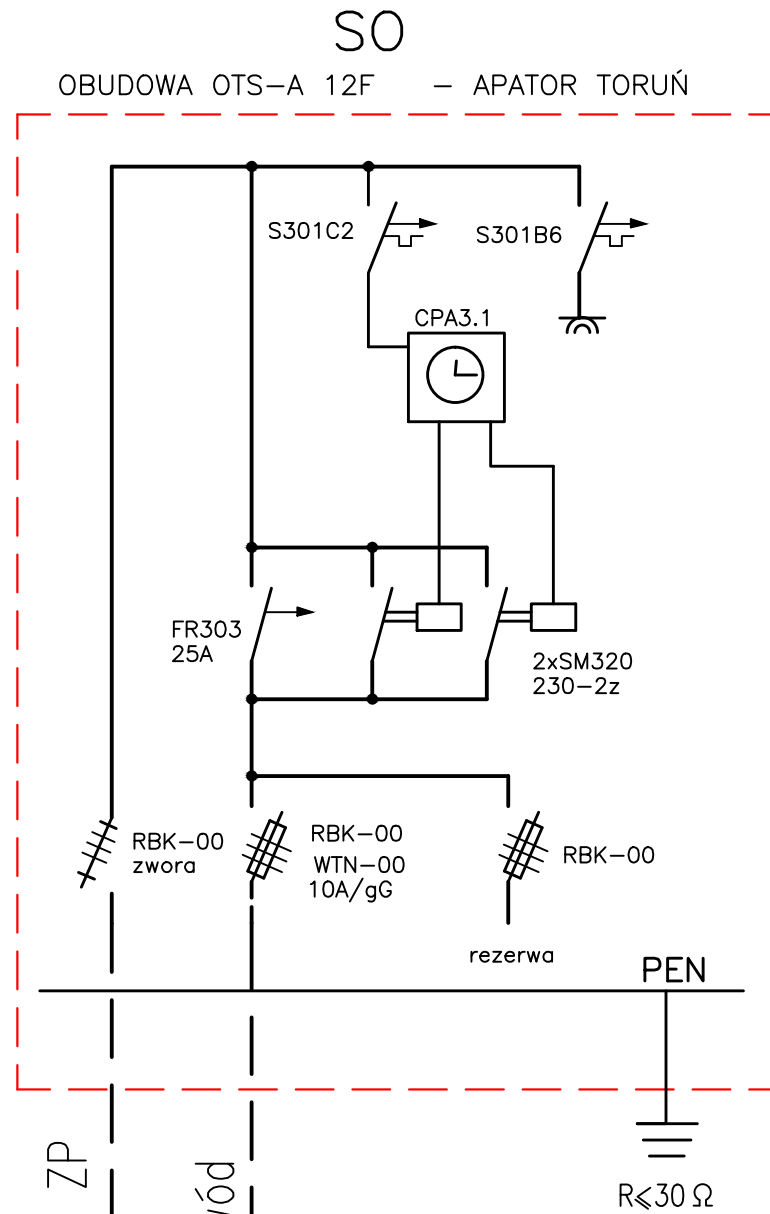 SO
OBUDOWA OTS-A 12F - APATOR TORUŃ
S301C2
S301B6
CPA3.1
FR303
25A
2xSM320
230-2z
RBK-00
zwora
RBK-00
WTN-00
10A/gG
RBK-00
rezerwa
PEN
ZP
R⩽30 Ω